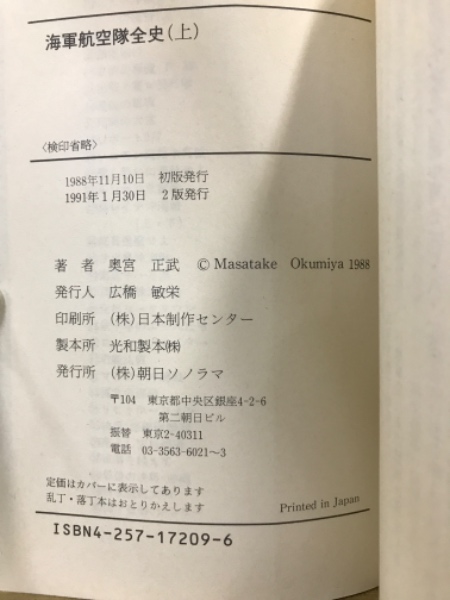 海軍航空隊全史(上)
〈検印省略〉
1988年11月10日 初版発行
1991年1月30日 2版発行
著者 奥宮 正武 © Masatake Okumiya 1988
発行人 広橋 敏栄
印刷所 (株)日本制作センター
製本所 光和製本㈱
発行所 (株)朝日ソノラマ
〒104 東京都中央区銀座4-2-6
第二朝日ビル
振替 東京2-40311
電話 03-3563-6021〜3
定価はカバーに表示してあります
乱丁・落丁本はおとりかえします
Printed in Japan
ISBN4-257-17209-6